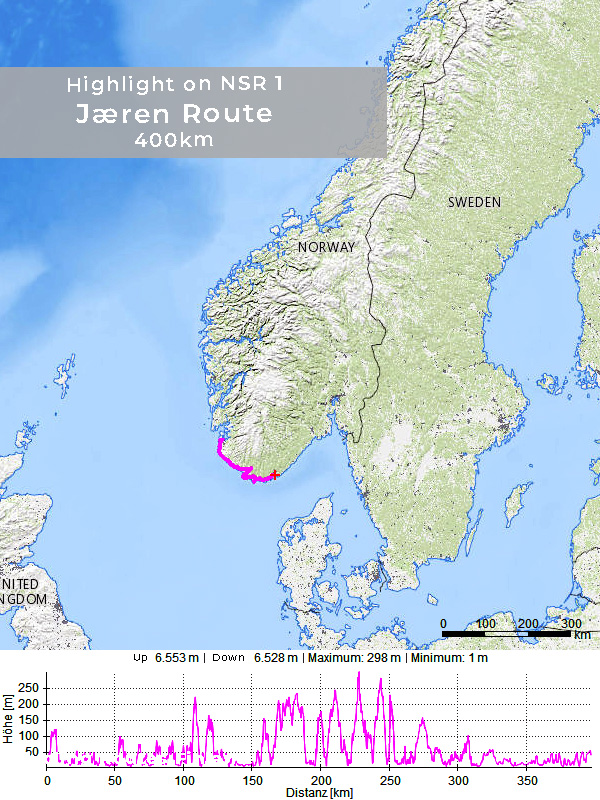 Highlight on NSR 1
Jæren Route
400km
SWEDEN
NORWAY
UNITED
KINGDOM
0 100 200 300
km
Up 6.553 m | Down 6.528 m | Maximum: 298 m | Minimum: 1 m
Höhe [m]
250
200
150
100
50
0 50 100 150 200 250 300 350
Distanz [km]